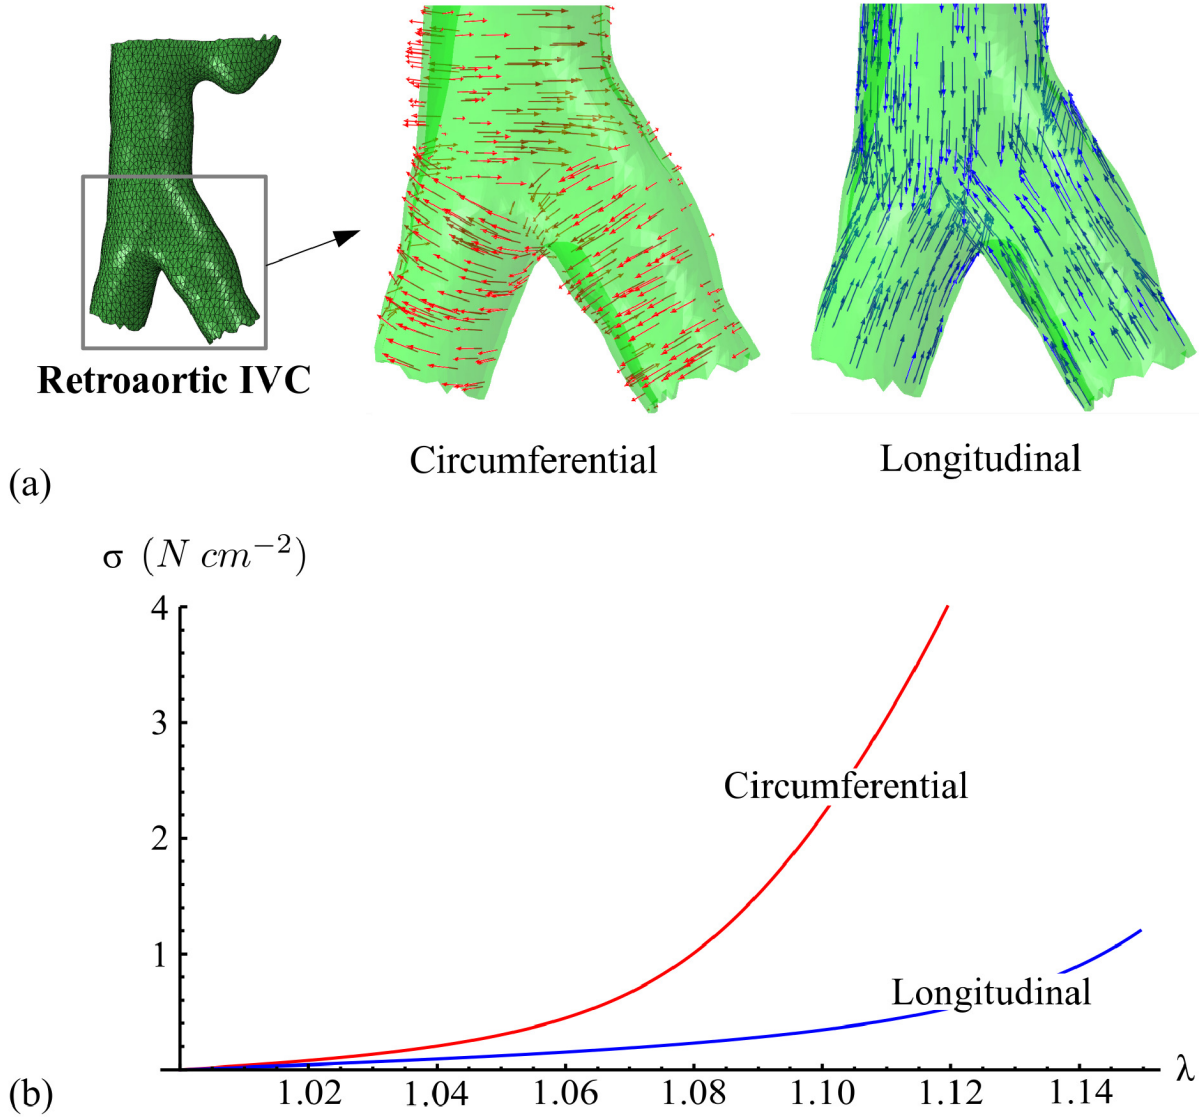 Retroaortic IVC
Circumferential
Longitudinal
(a)
σ (N cm⁻²)
4
3
2
1
Circumferential
Longitudinal
1.02 1.04 1.06 1.08 1.10 1.12 1.14
λ
(b)